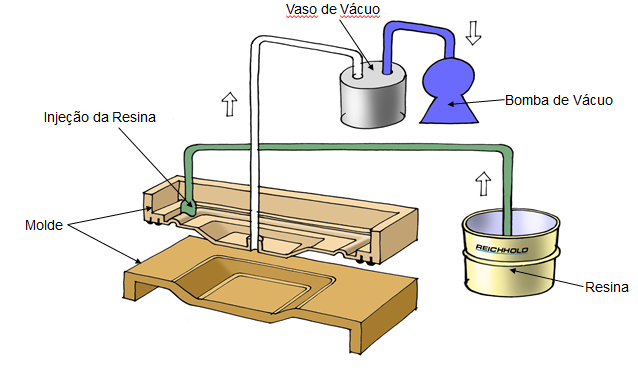 Vaso de Vácuo
Bomba de Vácuo
Injeção da Resina
Molde
REICHHOLD
Resina